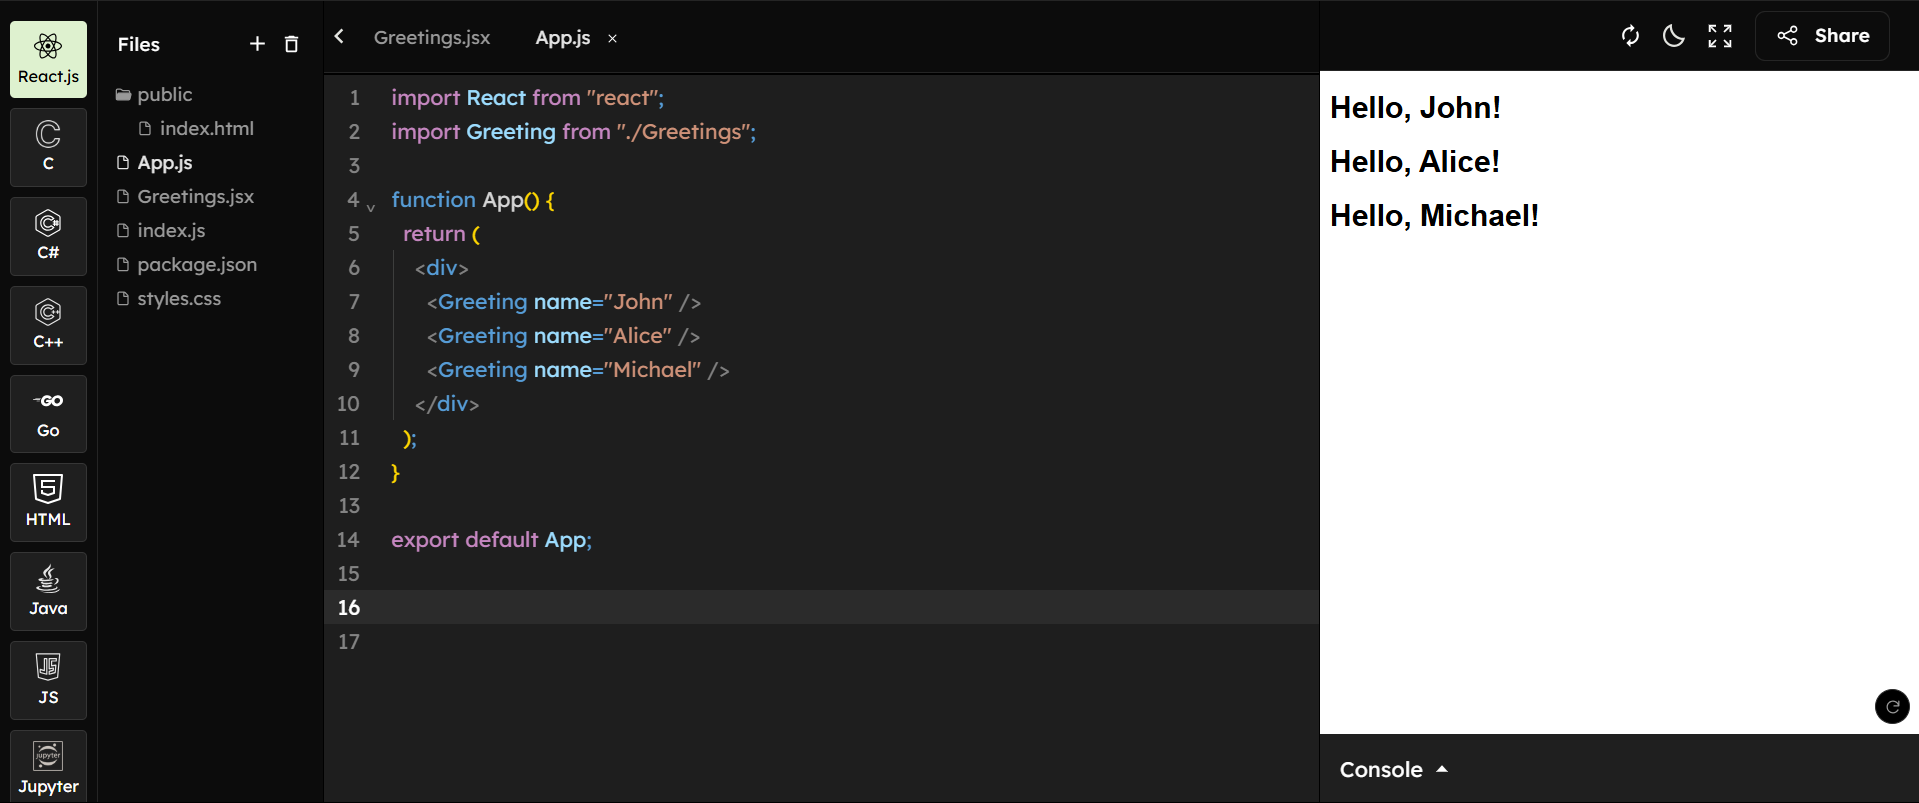 React.js
C
C#
C++
GO
Go
HTML
Java
JS
JS
jupyter
Jupyter
Files
public
index.html
App.js
Greetings.jsx
index.js
package.json
styles.css
Greetings.jsx
App.js
1 import React from "react";
2 import Greeting from "./Greetings";
3
4 function App() {
5 return (
6 <div>
7 <Greeting name="John" />
8 <Greeting name="Alice" />
9 <Greeting name="Michael" />
10 </div>
11 );
12 }
13
14 export default App;
15
16
17
Share
Hello, John!
Hello, Alice!
Hello, Michael!
Console